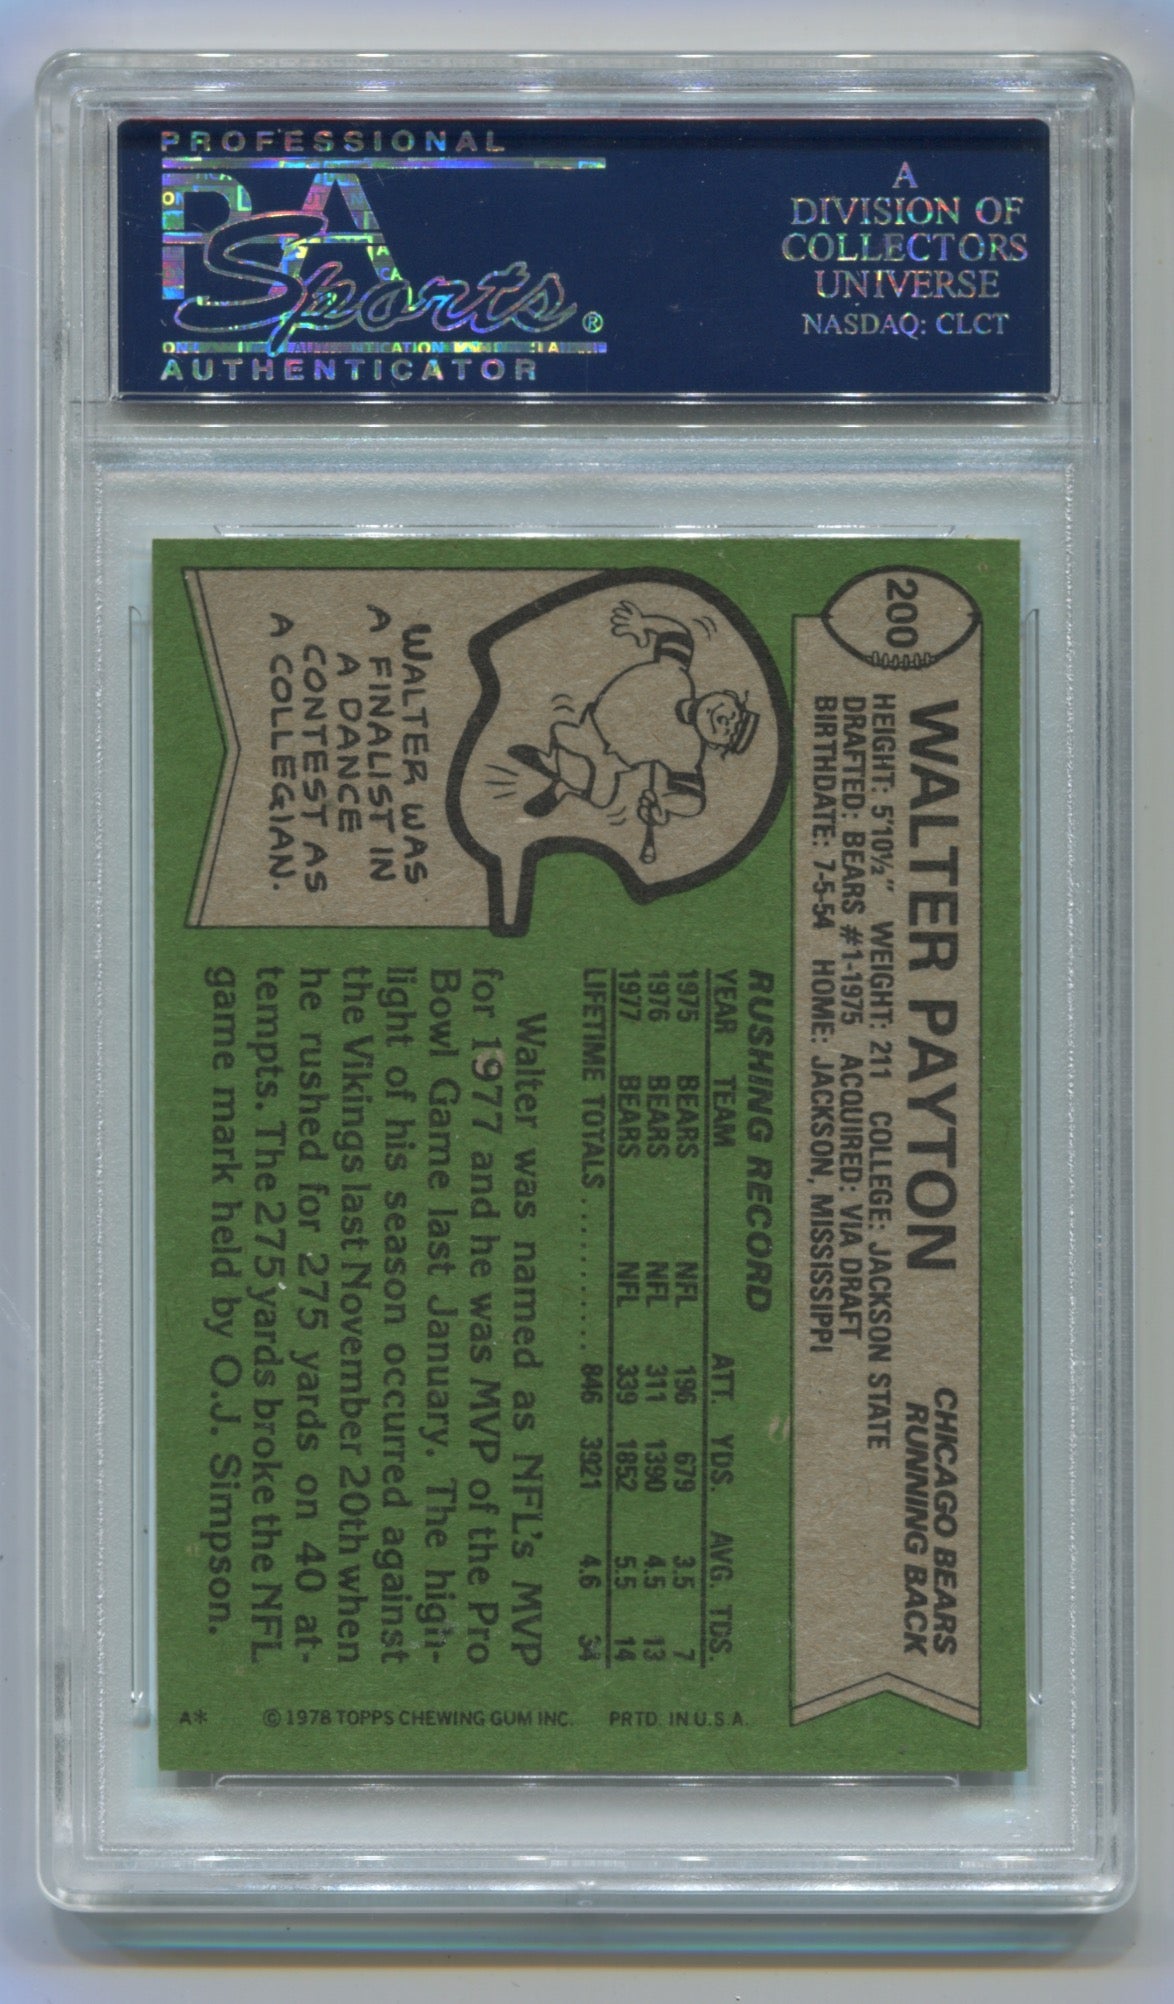 PROFESSIONAL
PSA
Sports®
AUTHENTICATOR
A
DIVISION OF
COLLECTORS
UNIVERSE
NASDAQ: CLCT
200
WALTER PAYTON
CHICAGO BEARS
RUNNING BACK
HEIGHT: 5'10½" WEIGHT: 211 COLLEGE: JACKSON STATE
DRAFTED: BEARS #1-1975 ACQUIRED: VIA DRAFT
BIRTHDATE: 7-5-54 HOME: JACKSON, MISSISSIPPI
WALTER WAS
A FINALIST IN
A DANCE
CONTEST AS
A COLLEGIAN.
RUSHING RECORD
YEAR TEAM ATT. YDS. AVG. TDS.
1975 BEARS NFL 196 679 3.5 7
1976 BEARS NFL 311 1390 4.5 13
1977 BEARS NFL 339 1852 5.5 14
LIFETIME TOTALS .......... 846 3921 4.6 34
Walter was named as NFL's MVP
for 1977 and he was MVP of the Pro
Bowl Game last January. The high-
light of his season occurred against
the Vikings last November 20th when
he rushed for 275 yards on 40 at-
tempts. The 275 yards broke the NFL
game mark held by O.J. Simpson.
A* © 1978 TOPPS CHEWING GUM INC. PRTD. IN U.S.A.